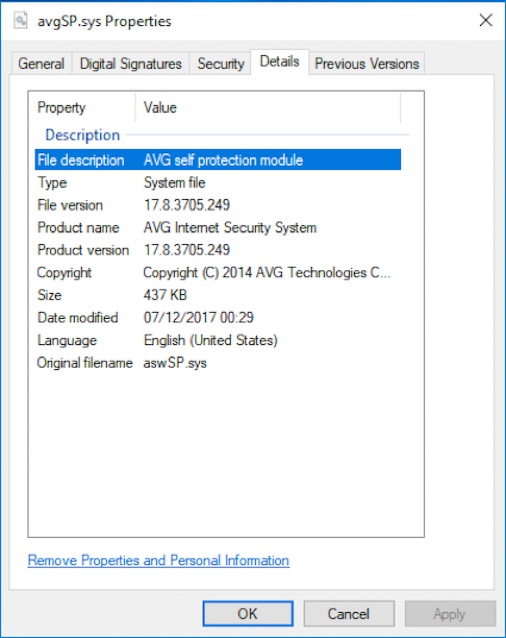 avgSP.sys Properties
General Digital Signatures Security Details Previous Versions
Property Value
Description
File description AVG self protection module
Type System file
File version 17.8.3705.249
Product name AVG Internet Security System
Product version 17.8.3705.249
Copyright Copyright (C) 2014 AVG Technologies C...
Size 437 KB
Date modified 07/12/2017 00:29
Language English (United States)
Original filename aswSP.sys
Remove Properties and Personal Information
OK Cancel Apply